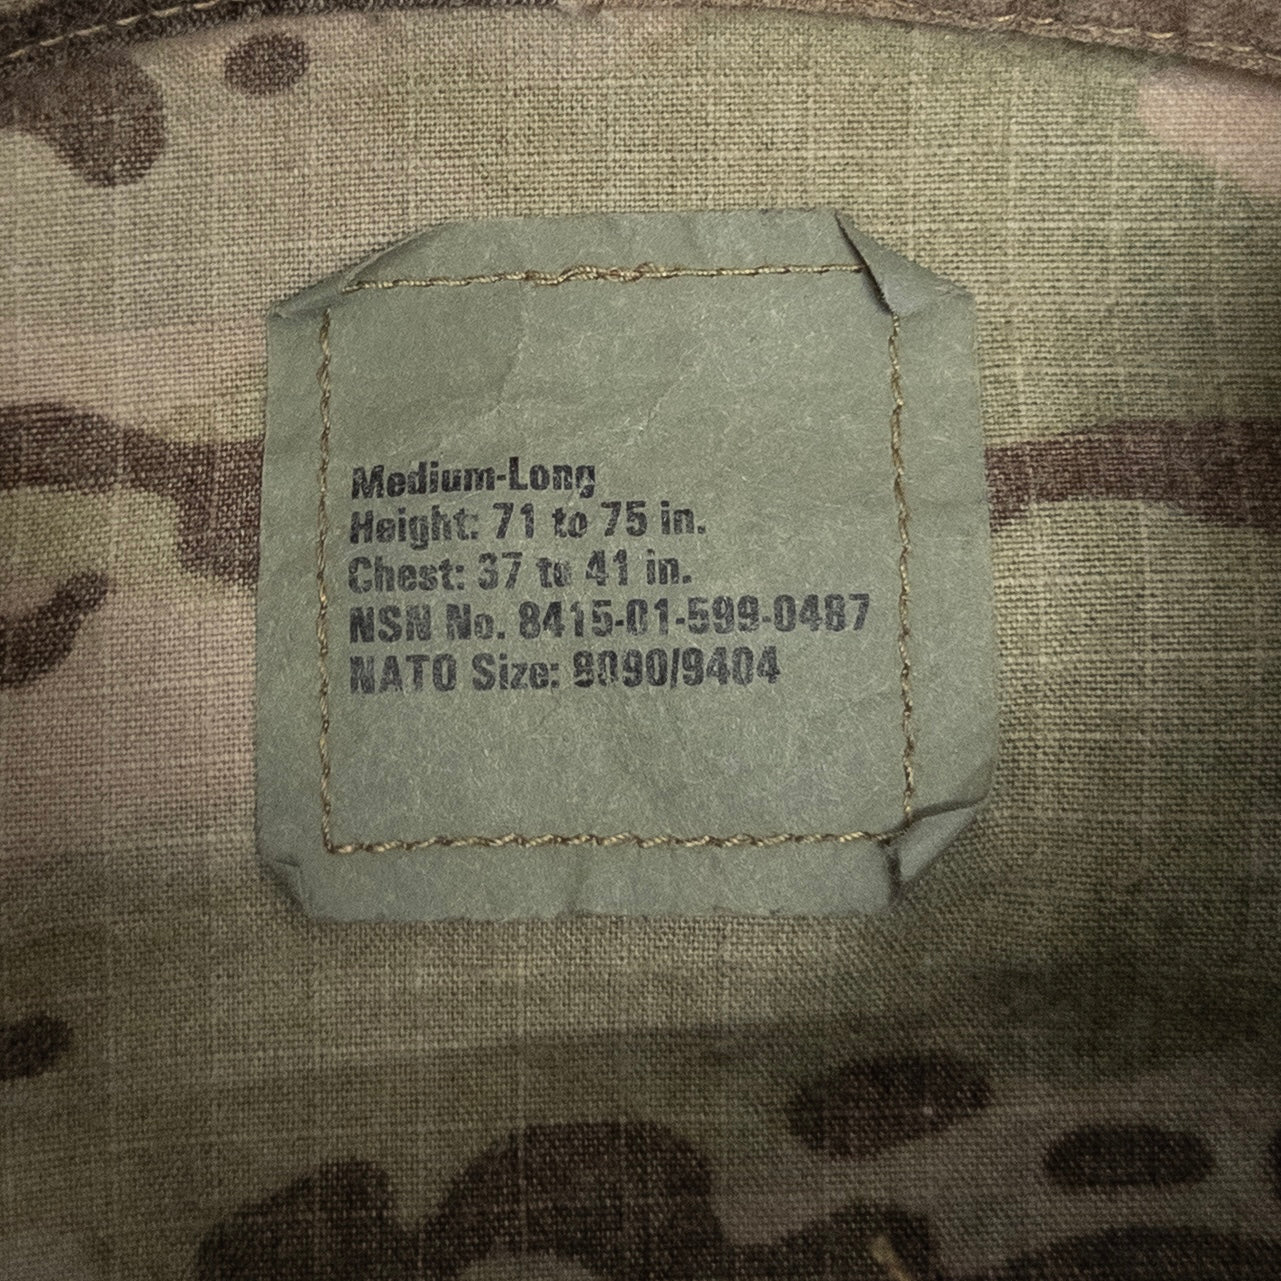 Medium-Long
Height: 71 to 75 in.
Chest: 37 to 41 in.
NSN No. 8415-01-599-0487
NATO Size: 8090/9404